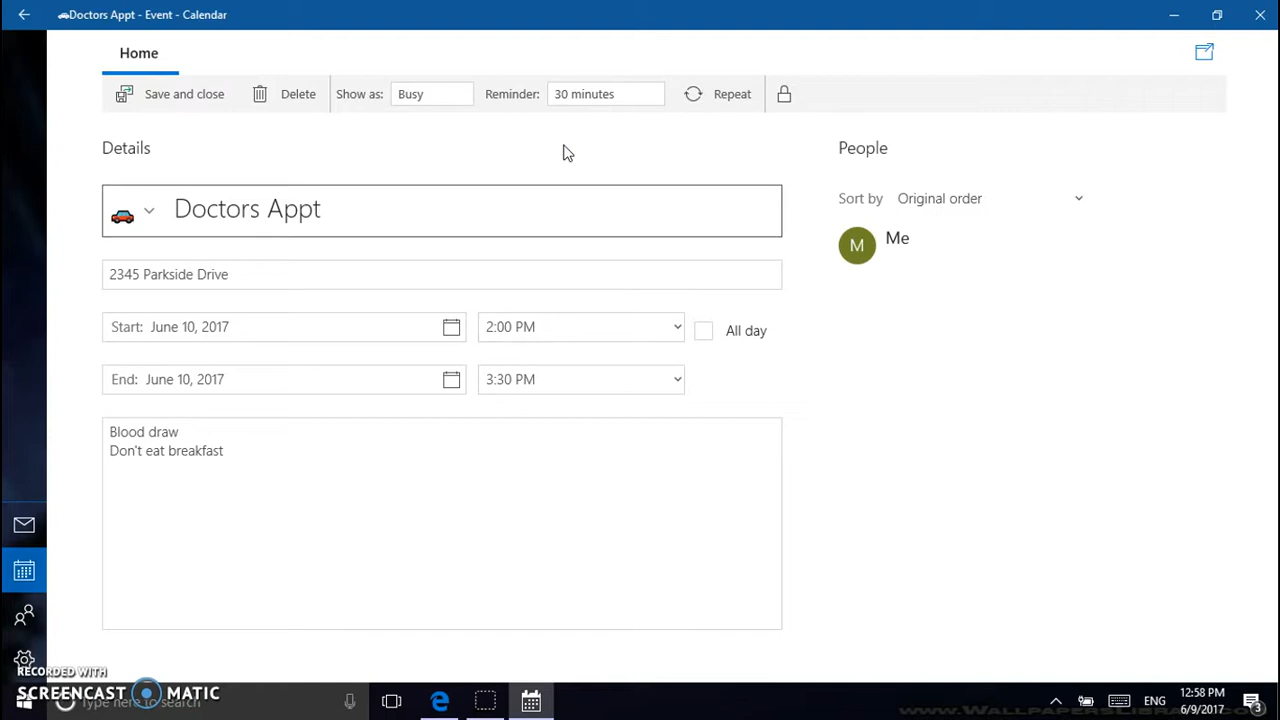 Doctors Appt - Event - Calendar
Home
Save and close Delete Show as: Busy Reminder: 30 minutes Repeat
Details
People
Doctors Appt
Sort by Original order
M Me
2345 Parkside Drive
Start: June 10, 2017 2:00 PM All day
End: June 10, 2017 3:30 PM
Blood draw
Don't eat breakfast
RECORDED WITH
SCREENCAST MATIC
Type here to search
ENG
12:58 PM
6/9/2017
3